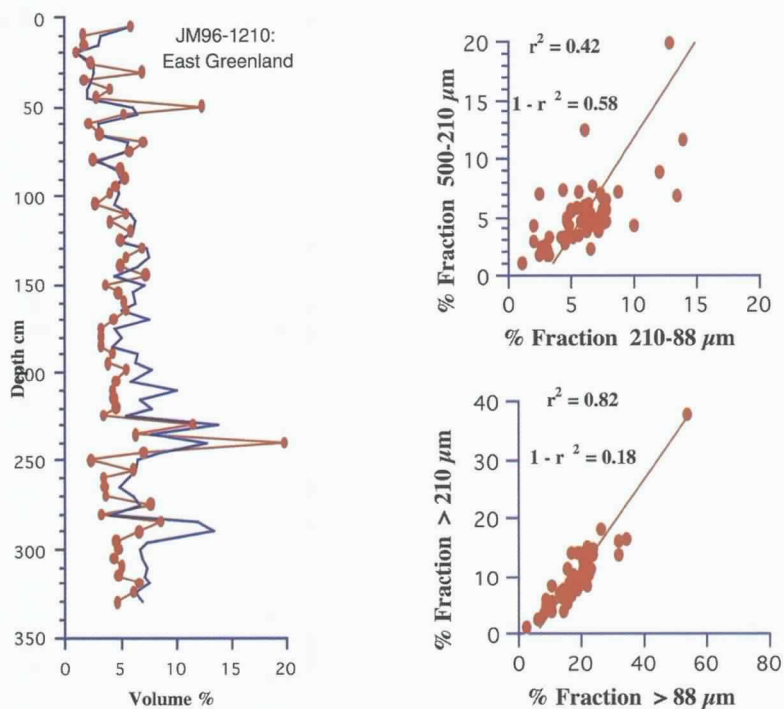 JM96-1210:
East Greenland
0
50
100
150
200
250
300
350
Depth cm
0
5
10
15
20
Volume %
r² = 0.42
1 - r ² = 0.58
20
15
10
5
0
% Fraction 500-210 µm
0
5
10
15
20
% Fraction 210-88 µm
r² = 0.82
1 - r ² = 0.18
40
30
20
10
0
% Fraction > 210 µm
0
20
40
60
80
% Fraction > 88 µm